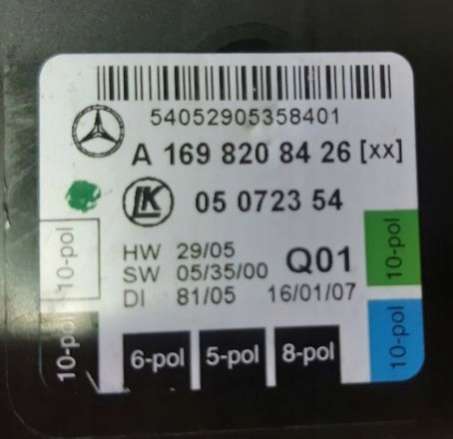 54052905358401
A 169 820 84 26 [xx]
LK 05 0723 54
HW 29/05
SW 05/35/00
DI 81/05 16/01/07
Q01
10-pol
10-pol
10-pol
10-pol
6-pol 5-pol 8-pol